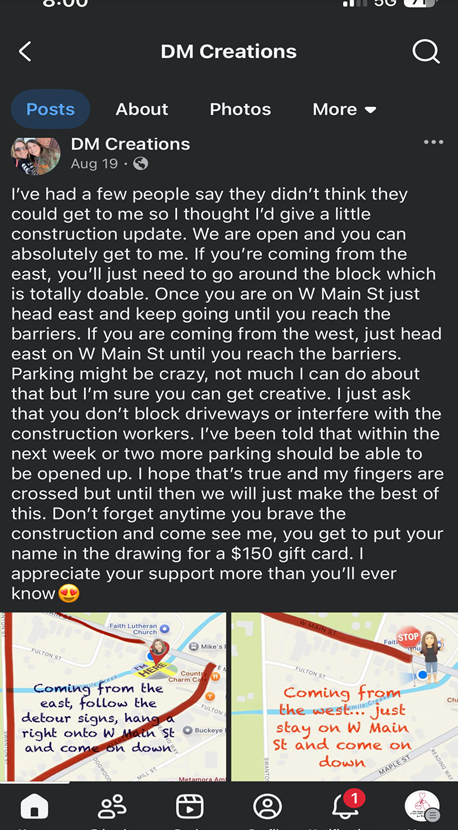 8:00
5G 71
DM Creations
Posts About Photos More
DM Creations
Aug 19 ·
I've had a few people say they didn't think they
could get to me so I thought I'd give a little
construction update. We are open and you can
absolutely get to me. If you're coming from the
east, you'll just need to go around the block which
is totally doable. Once you are on W Main St just
head east and keep going until you reach the
barriers. If you are coming from the west, just head
east on W Main St until you reach the barriers.
Parking might be crazy, not much I can do about
that but I'm sure you can get creative. I just ask
that you don't block driveways or interfere with the
construction workers. I've been told that within the
next week or two more parking should be able to
be opened up. I hope that's true and my fingers are
crossed but until then we will just make the best of
this. Don't forget anytime you brave the
construction and come see me, you get to put your
name in the drawing for a $150 gift card. I
appreciate your support more than you'll ever
know😍
Faith Lutheran
Church
Mike's
FULTON ST
I'M
HERE
Country
Charm Cafe
Coming from the
east, follow the
detour signs, hang a
right onto W Main St
and come on down
Buckeye
MILL ST
Metamora Am
W MAIN ST
Faith
STOP
FULTON ST
Coming from
the west... just
stay on W Main
St and come on
down
MAPLE ST
1